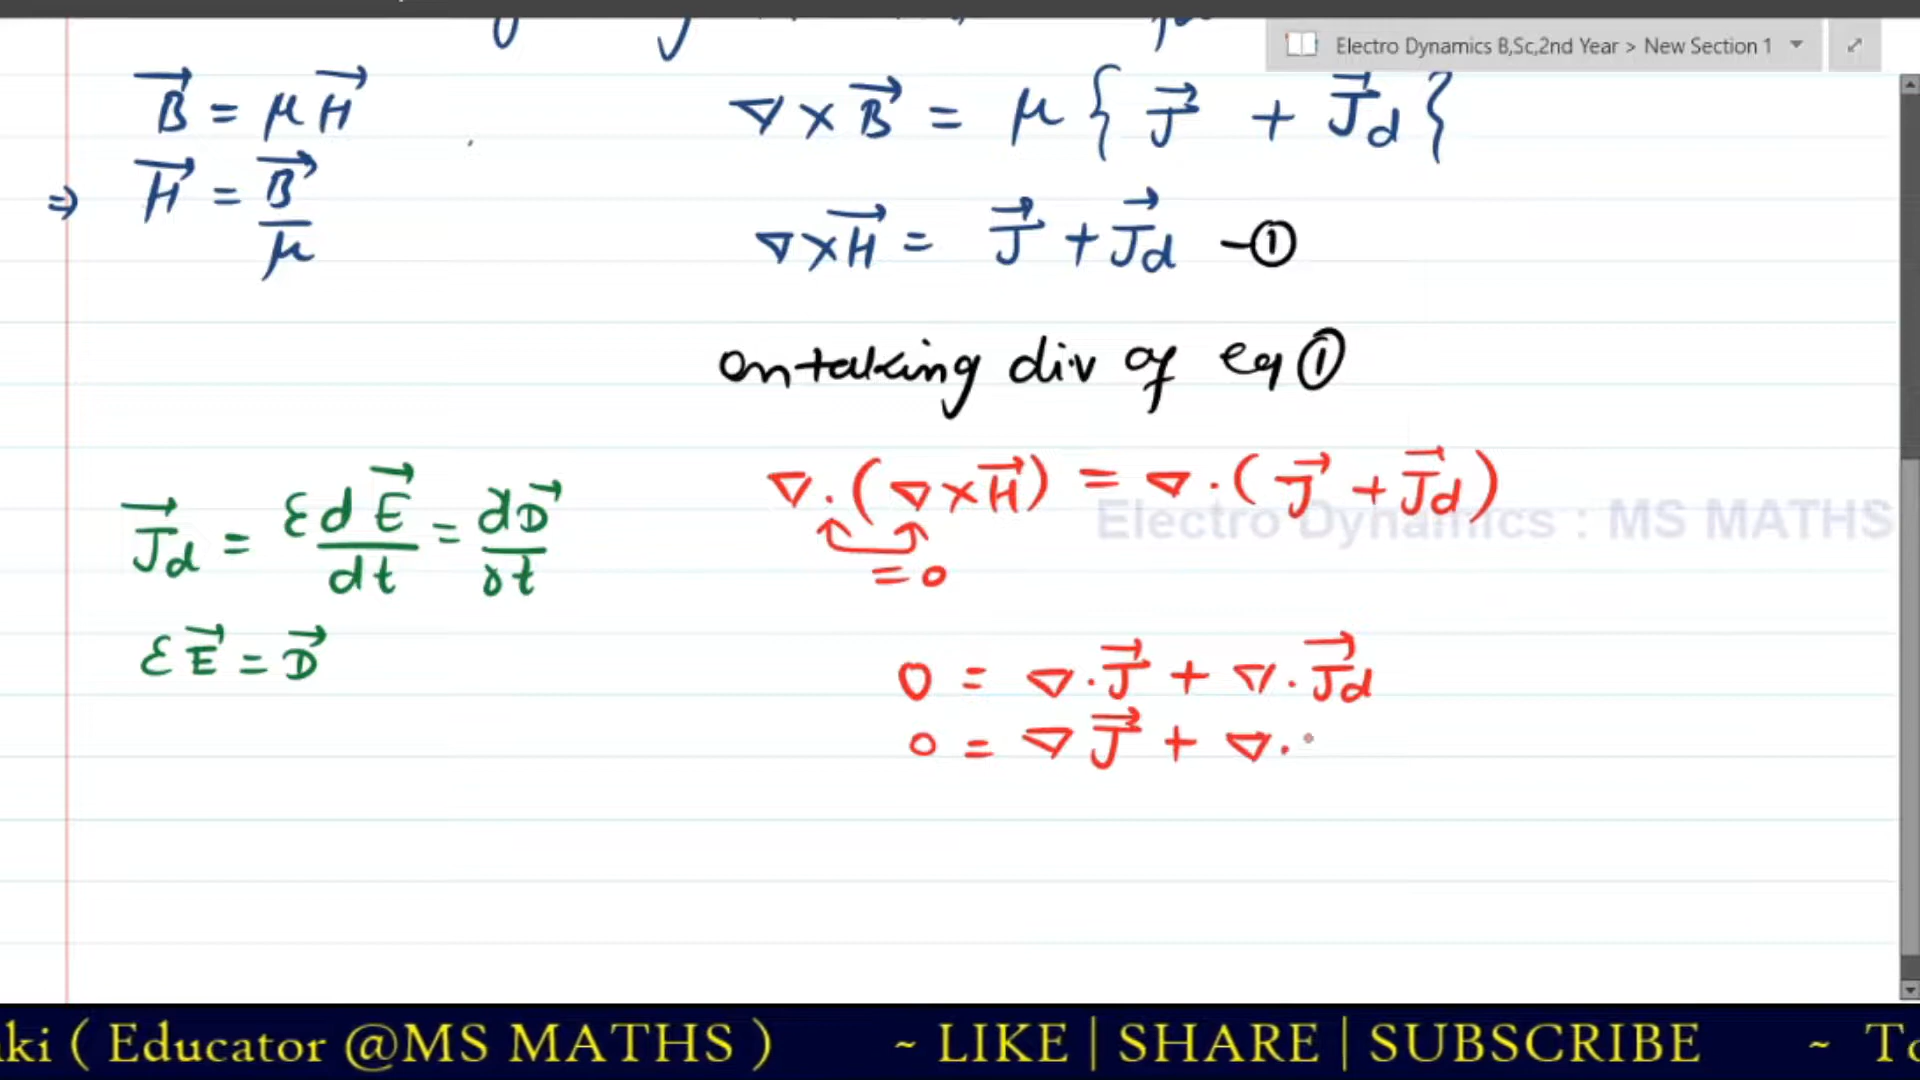 Electro Dynamics B,Sc,2nd Year > New Section 1
B⃗ = μH⃗
∇×B⃗ = μ{ J⃗ + J⃗d }
⇒ H⃗ = B⃗/μ
∇×H⃗ = J⃗ + J⃗d -①
on taking div of eq ①
∇·(∇×H⃗) = ∇·(J⃗ + J⃗d)
Electro Dynamics : MS MATHS
= 0
J⃗d = εdE⃗/dt = ∂D⃗/∂t
εE⃗ = D⃗
0 = ∇·J⃗ + ∇·J⃗d
0 = ∇J⃗ + ∇·
ki ( Educator @MS MATHS ) ~ LIKE | SHARE | SUBSCRIBE ~ To